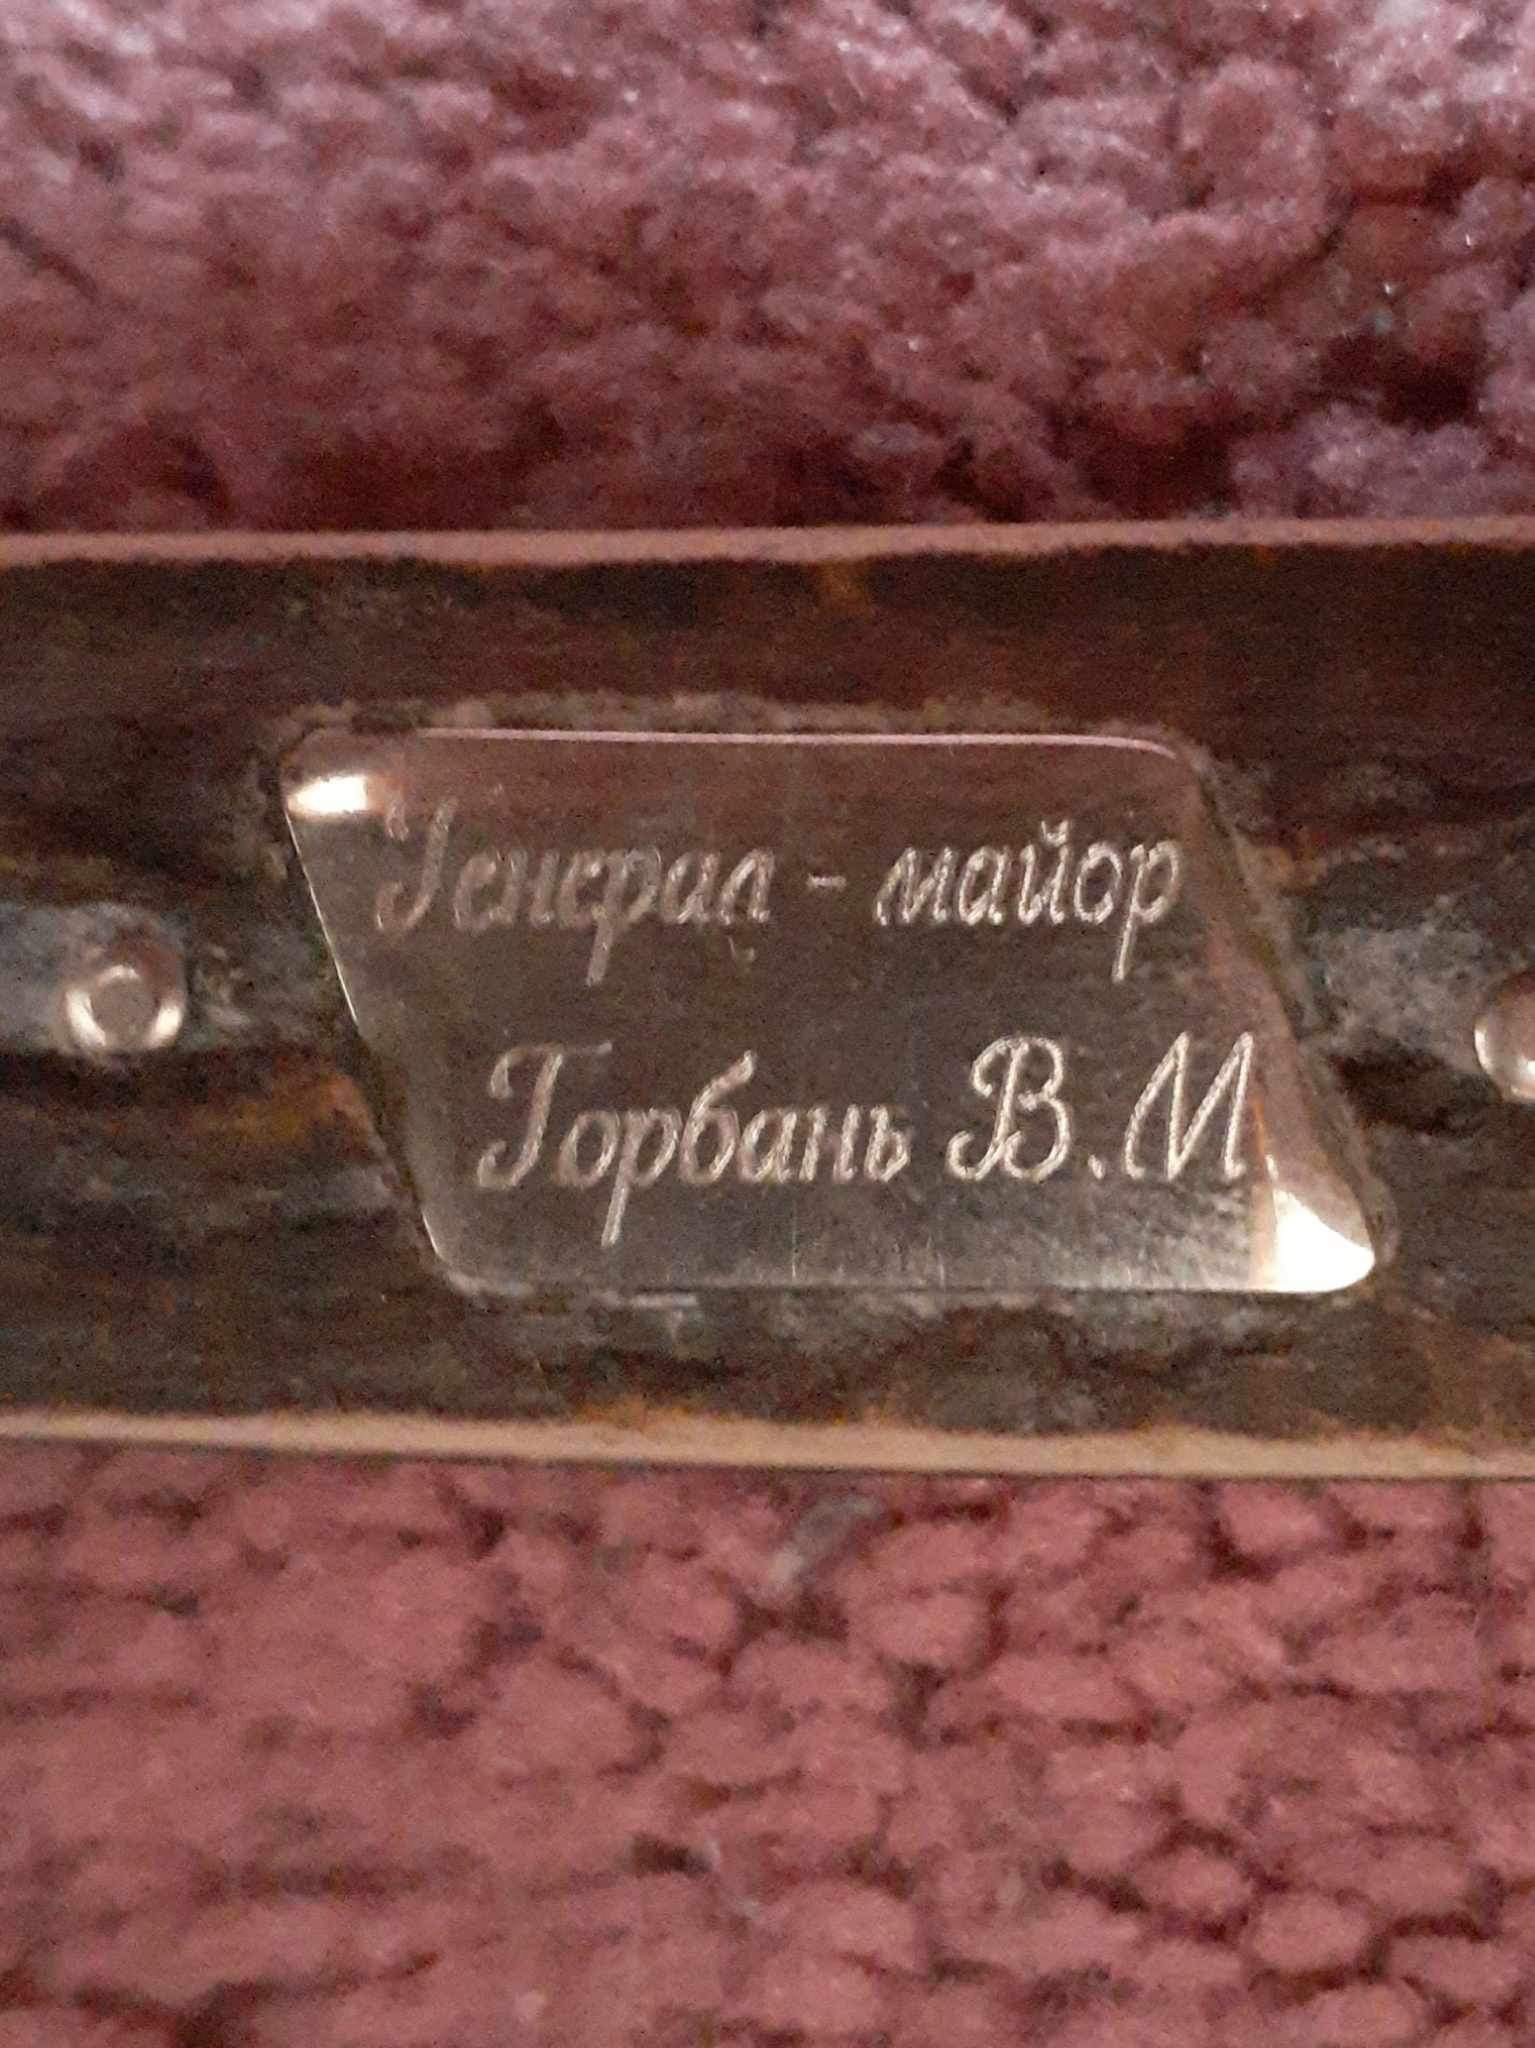 Генерал - майор
Горбань В.М